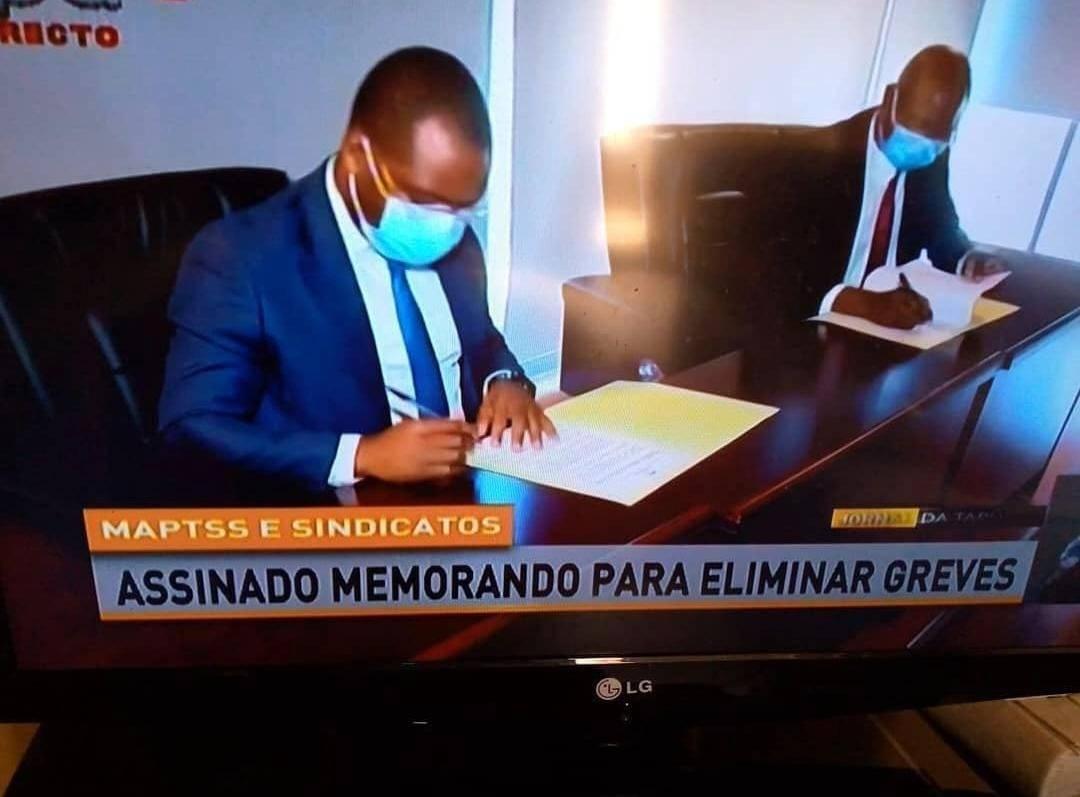 RECTO
MAPTSS E SINDICATOS
JORNAL DA TARDE
ASSINADO MEMORANDO PARA ELIMINAR GREVES
LG